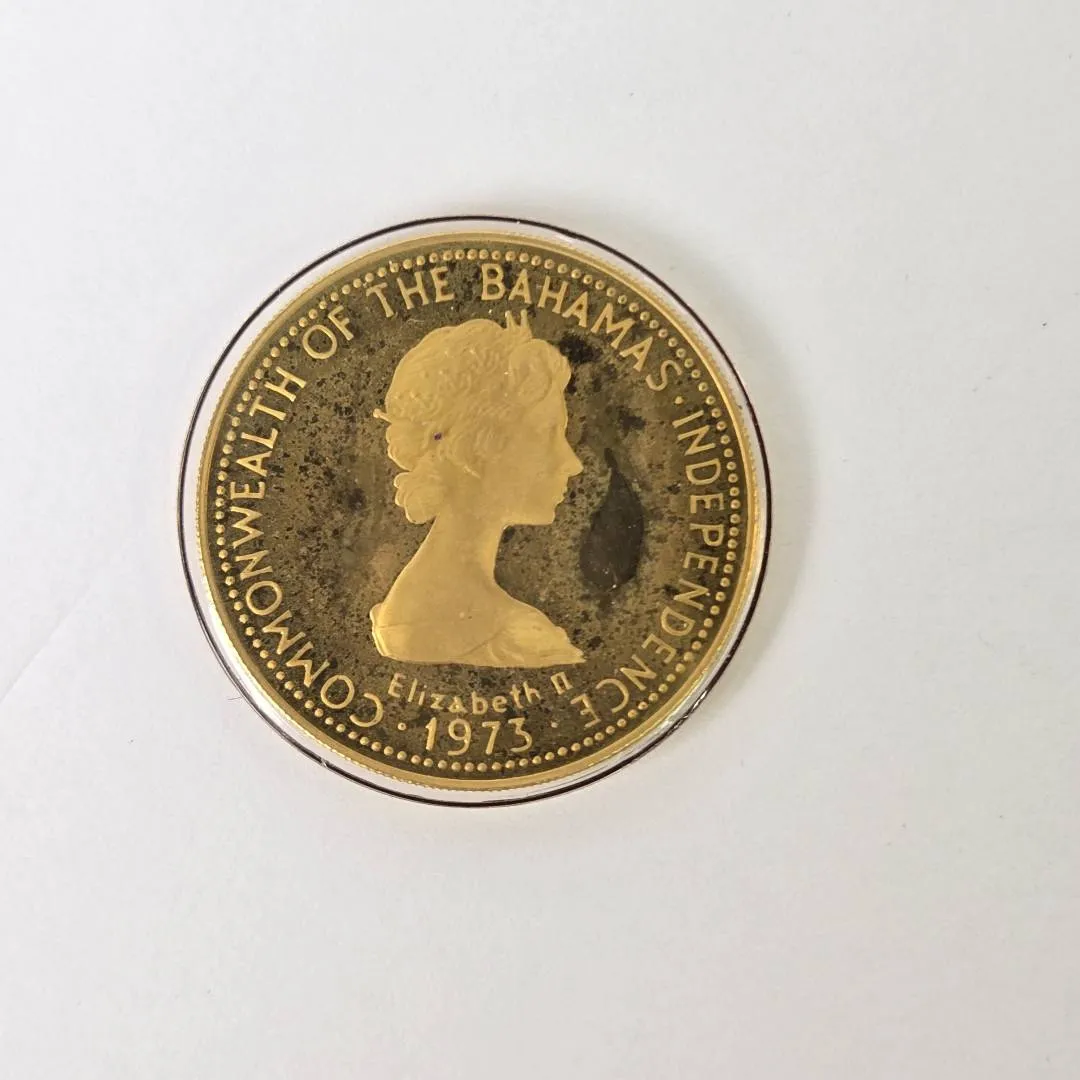 COMMONWEALTH OF THE BAHAMAS · INDEPENDENCE ·
Elizabeth II
· 1973 ·